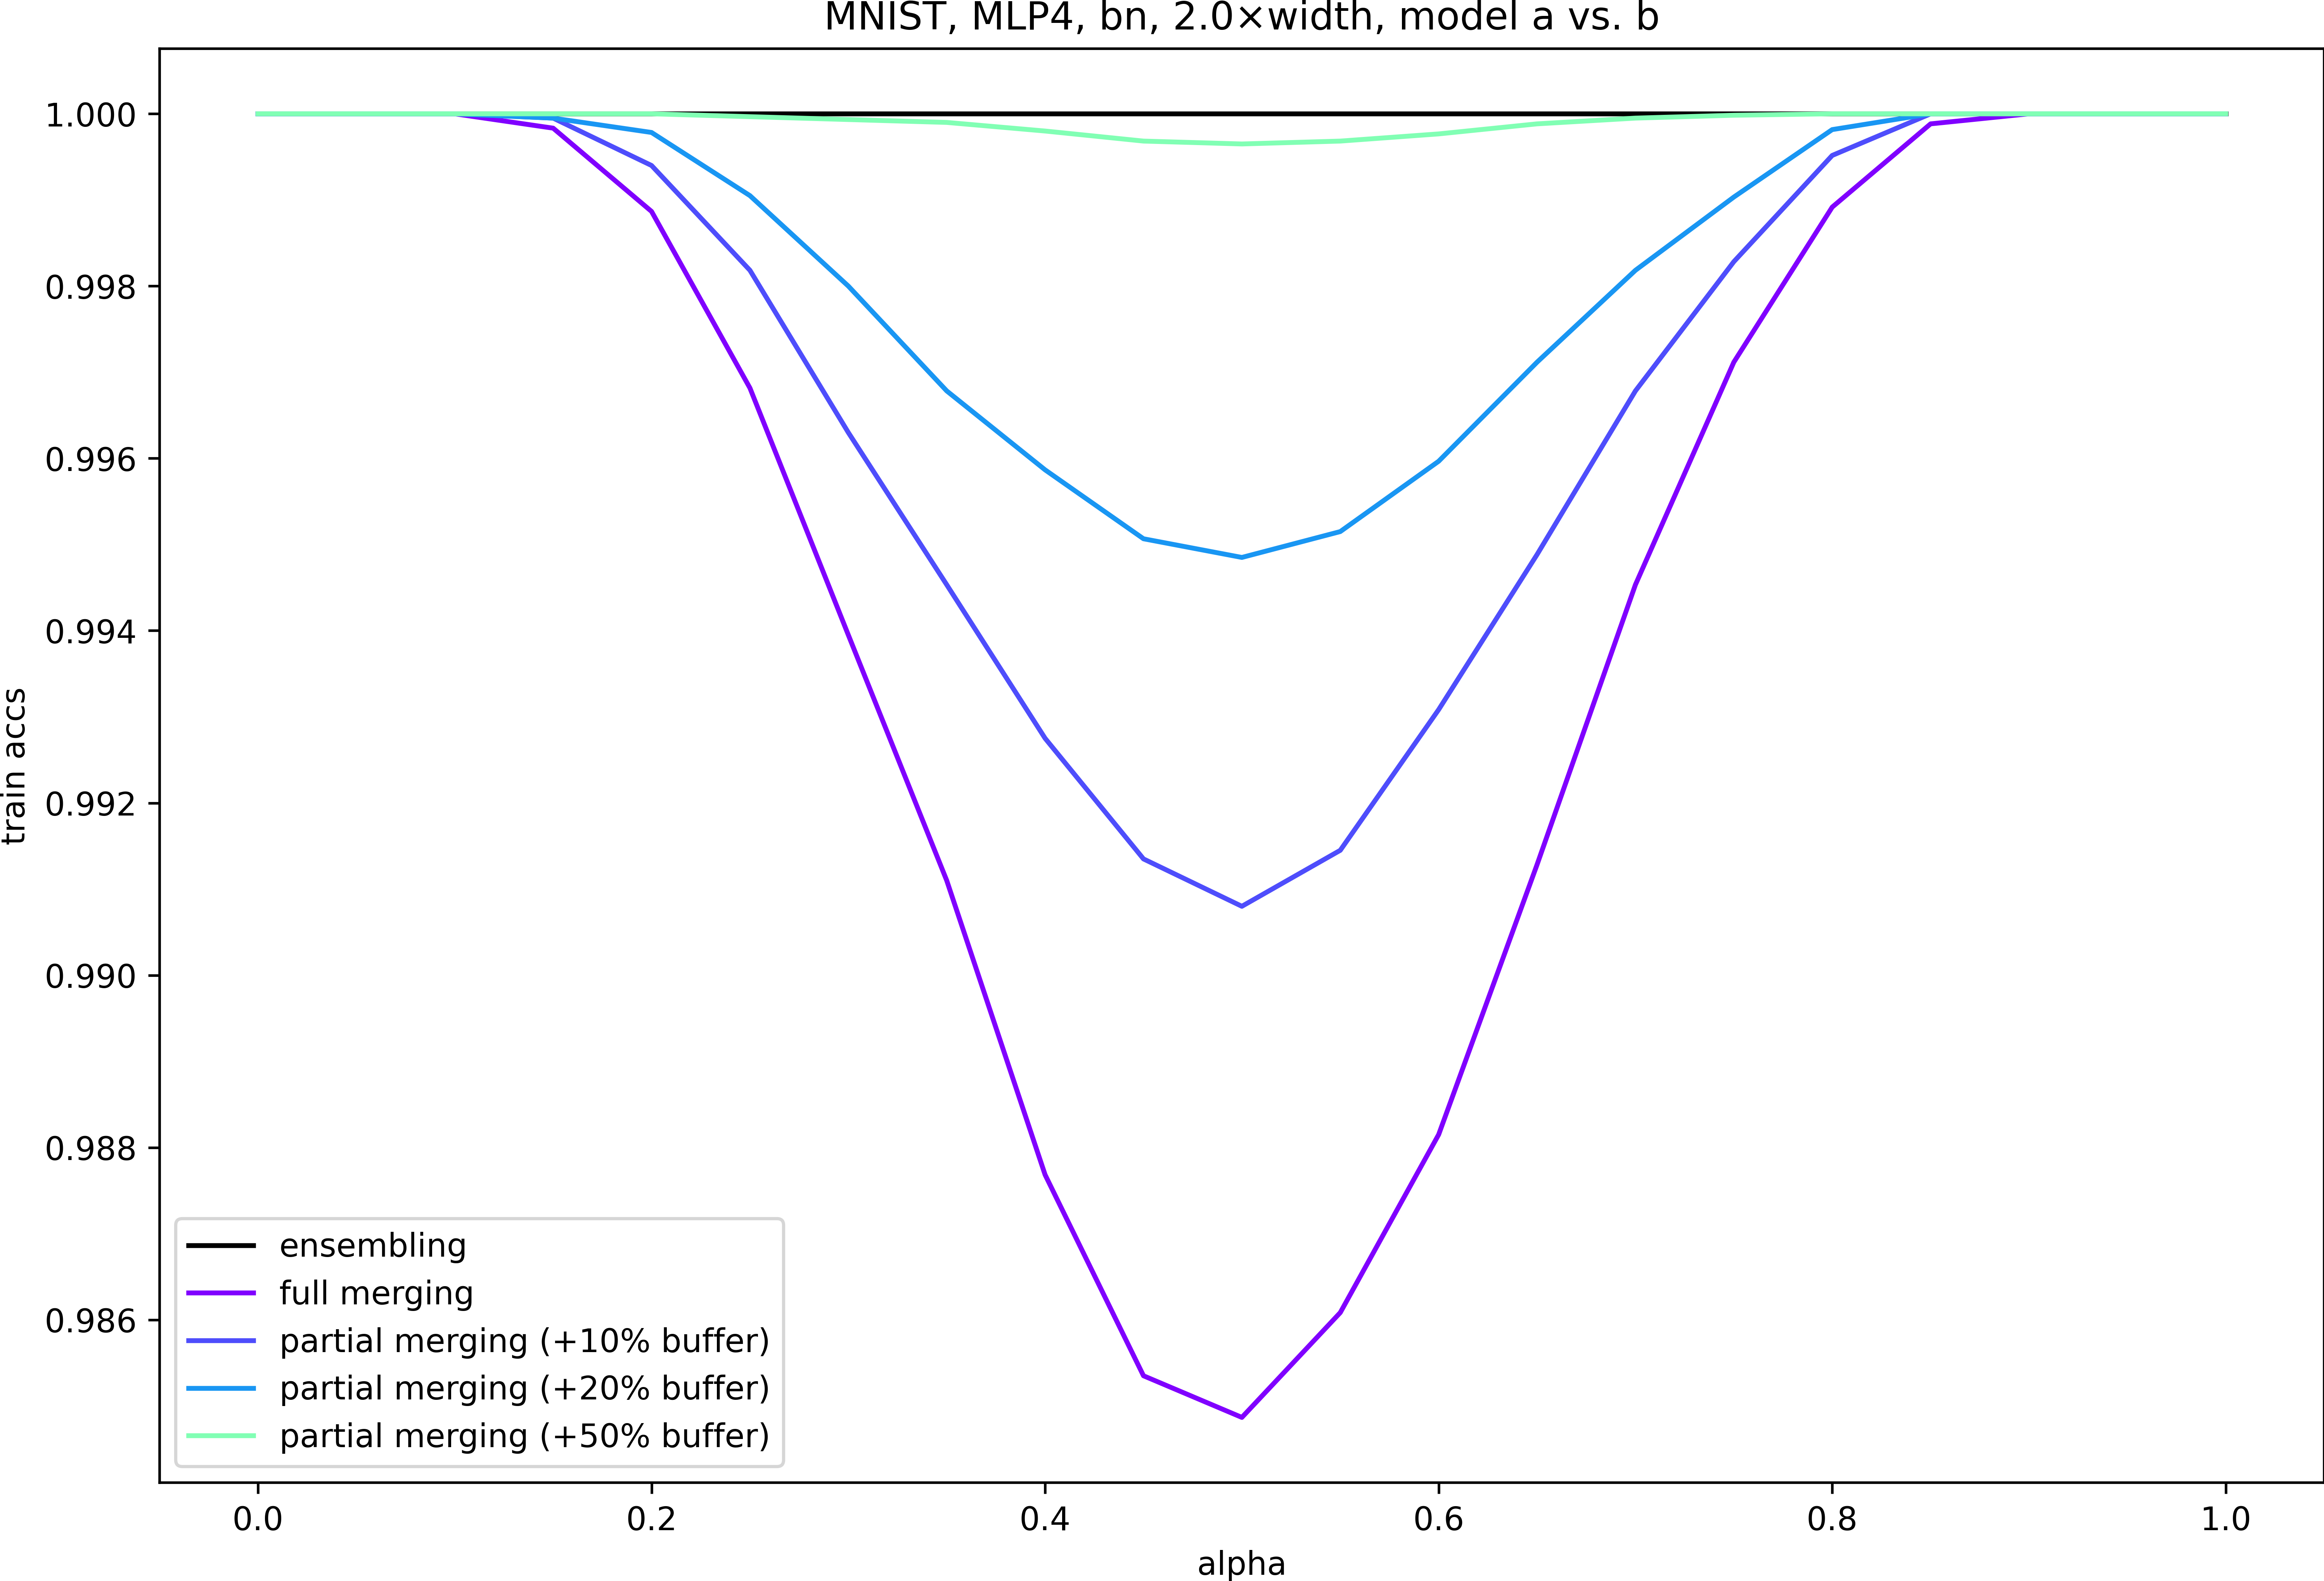 MNIST, MLP4, bn, 2.0×width, model a vs. b
train accs
1.000
0.998
0.996
0.994
0.992
0.990
0.988
0.986
ensembling
full merging
partial merging (+10% buffer)
partial merging (+20% buffer)
partial merging (+50% buffer)
0.0 0.2 0.4 0.6 0.8 1.0
alpha